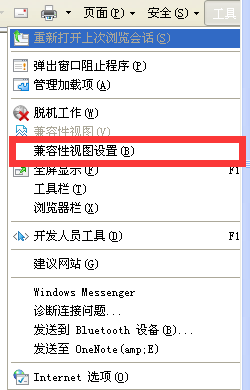 页面(P) 安全(S) 工具
重新打开上次浏览会话(S)
弹出窗口阻止程序(P)
管理加载项(A)
脱机工作(W)
兼容性视图(V)
兼容性视图设置(B)
全屏显示(F) F1
工具栏(T)
浏览器栏(X)
开发人员工具(D) F1
建议网站(G)
Windows Messenger
诊断连接问题...
发送到 Bluetooth 设备(B)...
发送至 OneNote(amp;E)
Internet 选项(O)